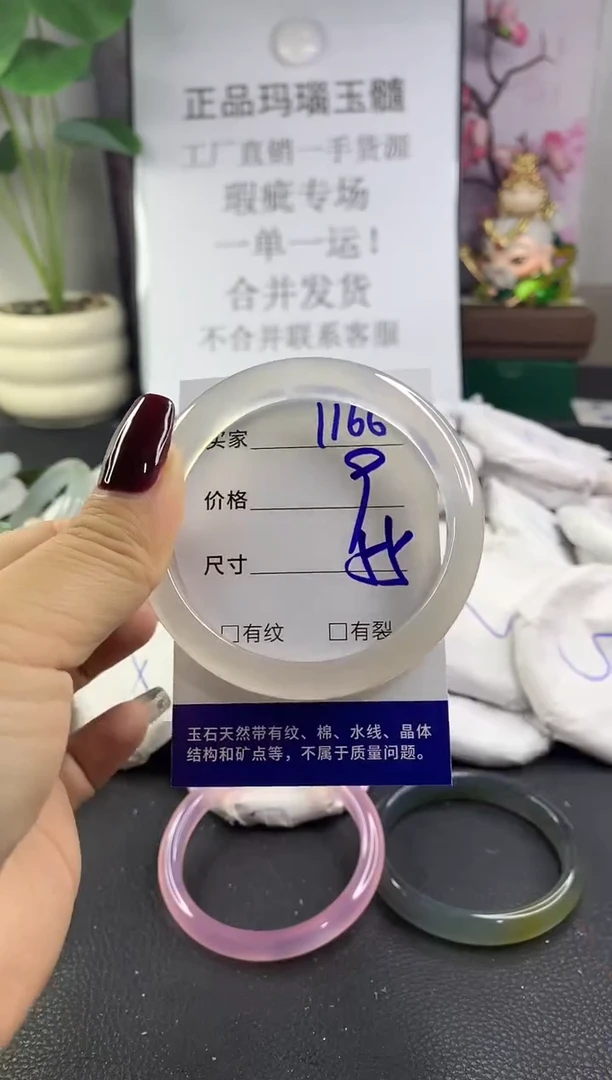 正品玛瑙玉髓
工厂直销一手货源
瑕疵专场
一单一运！
合并发货
不合并联系客服
买家 1166
价格
尺寸
□有纹 □有裂
玉石天然带有纹、棉、水线、晶体
结构和矿点等，不属于质量问题。